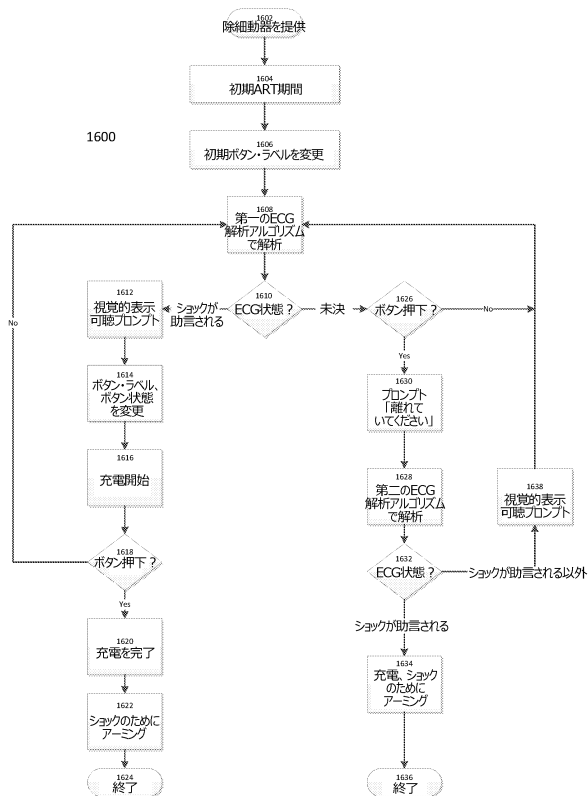 1602
除細動器を提供
1604
初期ART期間
1600
1606
初期ボタン・ラベルを変更
1608
第一のECG
解析アルゴリズム
で解析
1610
ECG状態？
ショックが
助言される
未決
1612
視覚的表示
可聴プロンプト
1614
ボタン・ラベル、
ボタン状態
を変更
1616
充電開始
1618
ボタン押下？
No
Yes
1620
充電を完了
1622
ショックのために
アーミング
1624
終了
1626
ボタン押下？
No
Yes
1630
プロンプト
「離れて
いてください」
1628
第二のECG
解析アルゴリズム
で解析
1632
ECG状態？
ショックが助言される以外
1638
視覚的表示
可聴プロンプト
ショックが助言される
1634
充電、ショック
のために
アーミング
1636
終了